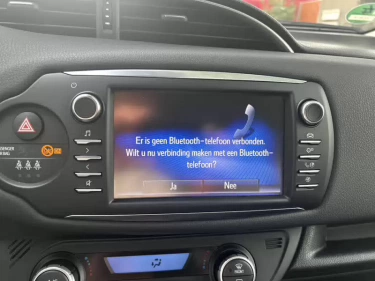 Er is geen Bluetooth-telefoon verbonden.
Wilt u nu verbinding maken met een Bluetooth-
telefoon?
Ja
Nee